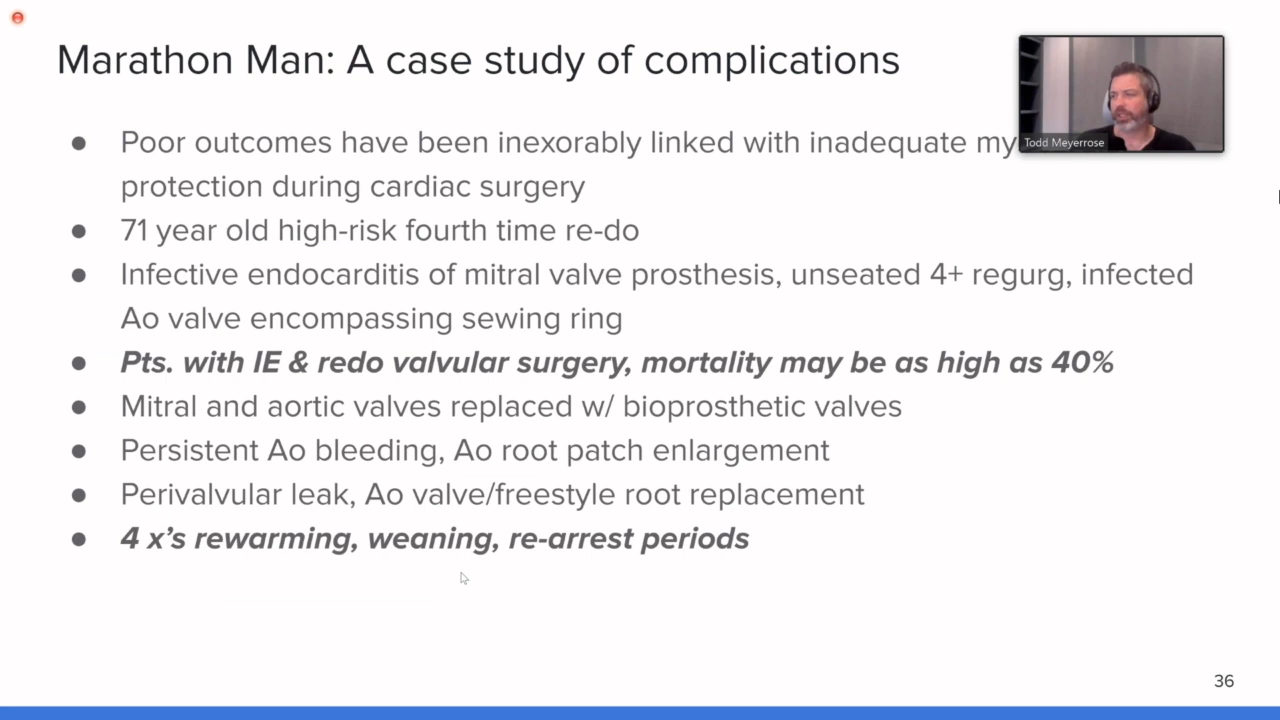 Marathon Man: A case study of complications
Todd Meyerrose
● Poor outcomes have been inexorably linked with inadequate
protection during cardiac surgery
● 71 year old high-risk fourth time re-do
● Infective endocarditis of mitral valve prosthesis, unseated 4+ regurg, infected
Ao valve encompassing sewing ring
● Pts. with IE & redo valvular surgery, mortality may be as high as 40%
● Mitral and aortic valves replaced w/ bioprosthetic valves
● Persistent Ao bleeding, Ao root patch enlargement
● Perivalvular leak, Ao valve/freestyle root replacement
● 4 x’s rewarming, weaning, re-arrest periods
36